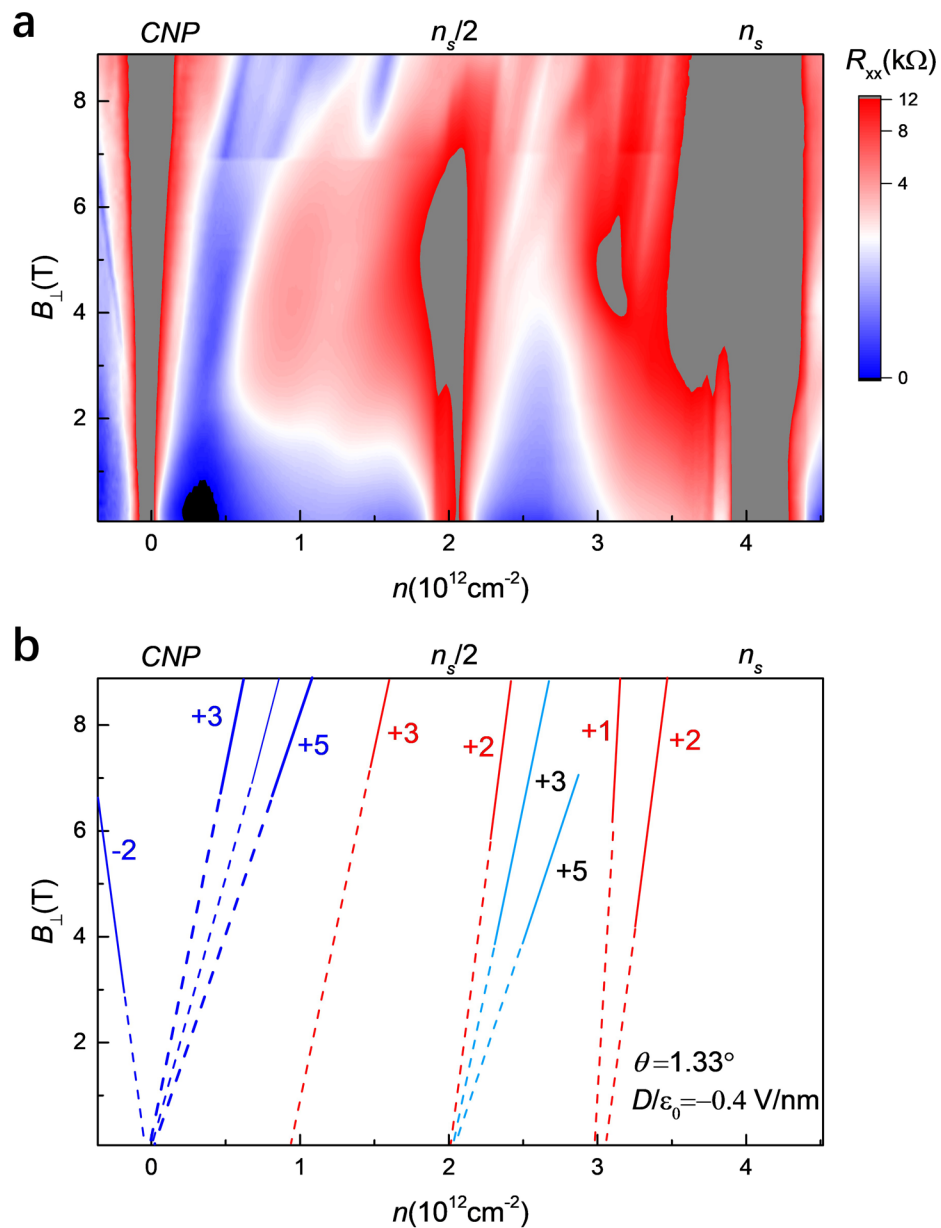 a
CNP n_s/2 n_s
R_xx(kΩ)
12
8
4
0
8
6
4
2
B_⊥(T)
0 1 2 3 4
n(10^12cm^-2)
b
CNP n_s/2 n_s
+3 +5 +3 +2 +3 +1 +2
-2 +5
8
6
4
2
B_⊥(T)
θ=1.33°
D/ε_0=−0.4 V/nm
0 1 2 3 4
n(10^12cm^-2)